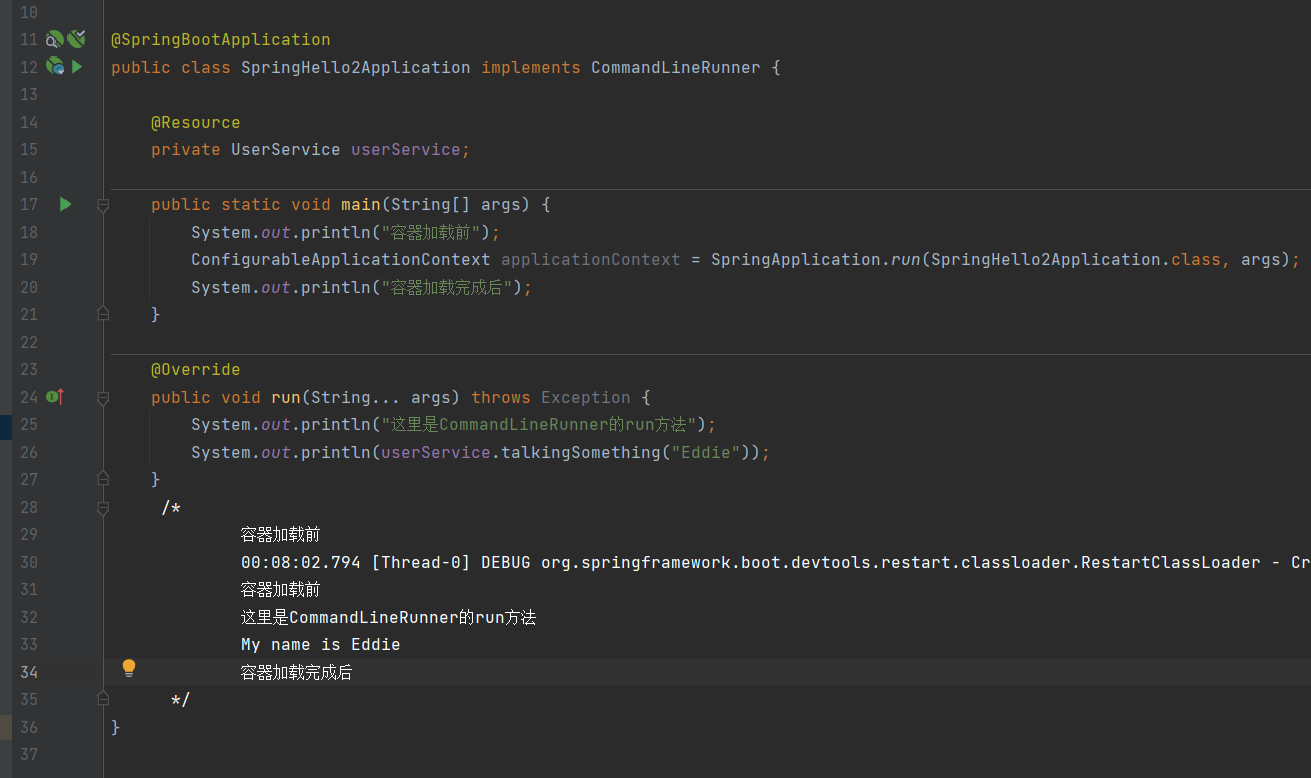 10
11 @SpringBootApplication
12 public class SpringHello2Application implements CommandLineRunner {
13
14 @Resource
15 private UserService userService;
16
17 public static void main(String[] args) {
18 System.out.println("容器加载前");
19 ConfigurableApplicationContext applicationContext = SpringApplication.run(SpringHello2Application.class, args);
20 System.out.println("容器加载完成后");
21 }
22
23 @Override
24 public void run(String... args) throws Exception {
25 System.out.println("这里是CommandLineRunner的run方法");
26 System.out.println(userService.talkingSomething("Eddie"));
27 }
28 /*
29 容器加载前
30 00:08:02.794 [Thread-0] DEBUG org.springframework.boot.devtools.restart.classloader.RestartClassLoader - Cr
31 容器加载前
32 这里是CommandLineRunner的run方法
33 My name is Eddie
34 容器加载完成后
35 */
36 }
37